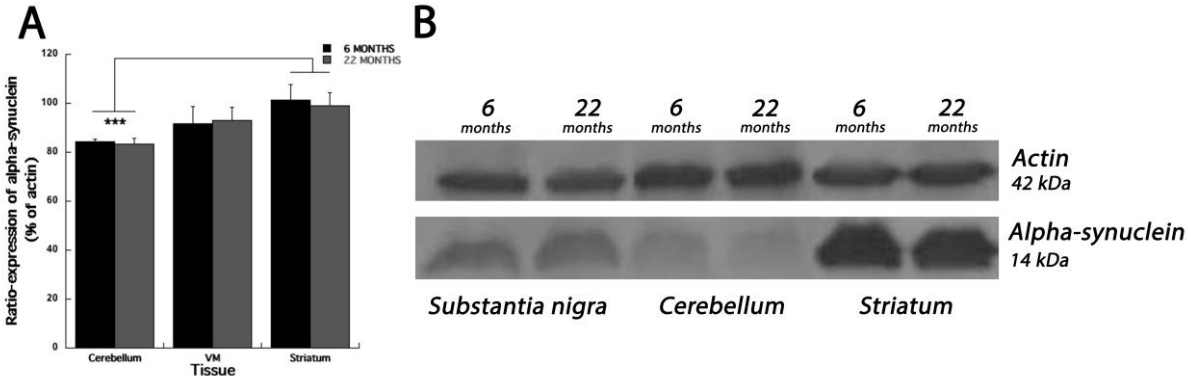 A
6 MONTHS
22 MONTHS
120
100
80
60
40
20
0
***
Ratio-expression of alpha-synuclein
(% of actin)
Cerebellum VM Striatum
Tissue
B
6 22 6 22 6 22
months months months months months months
Actin
42 kDa
Alpha-synuclein
14 kDa
Substantia nigra Cerebellum Striatum